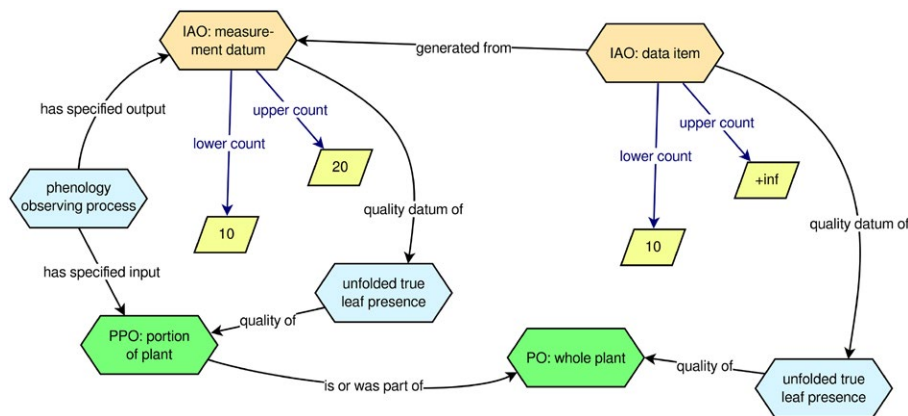 IAO: measure-
ment datum
generated from
IAO: data item
has specified output
upper count
lower count
upper count
lower count
20
+inf
phenology
observing process
quality datum of
quality datum of
10
10
has specified input
unfolded true
leaf presence
quality of
PPO: portion
of plant
PO: whole plant
quality of
is or was part of
unfolded true
leaf presence